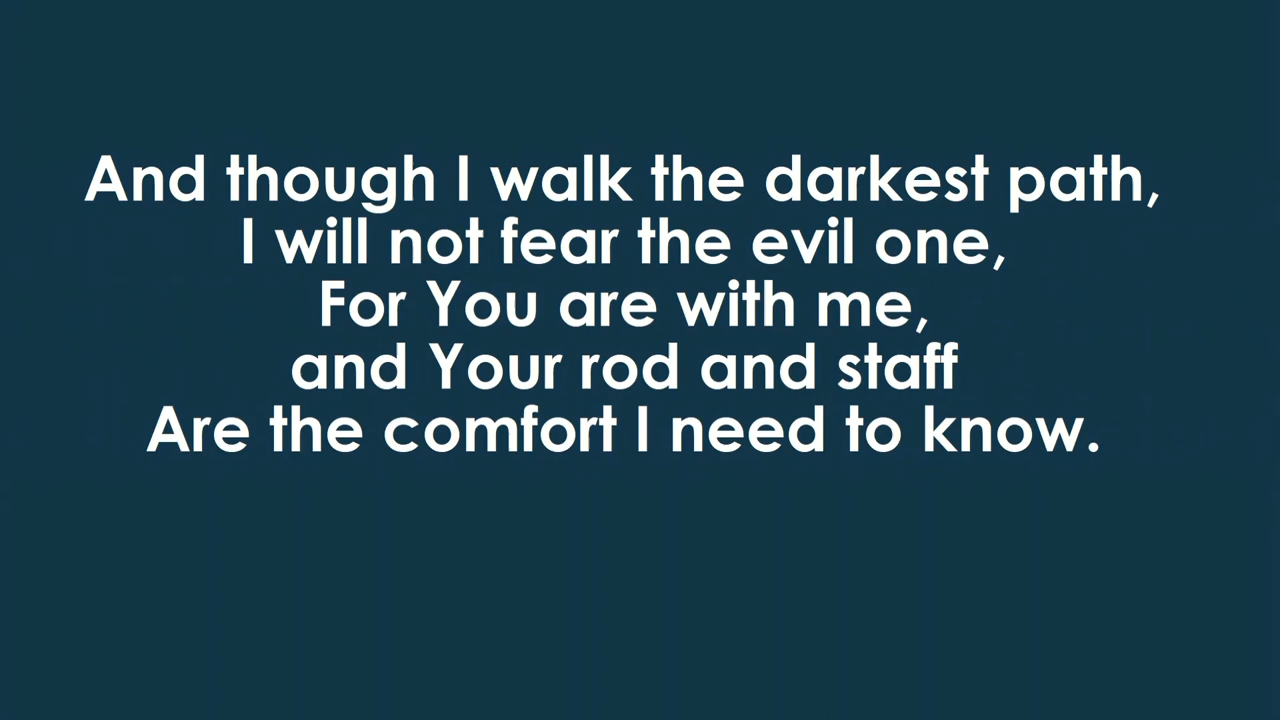 And though I walk the darkest path,
I will not fear the evil one,
For You are with me,
and Your rod and staff
Are the comfort I need to know.